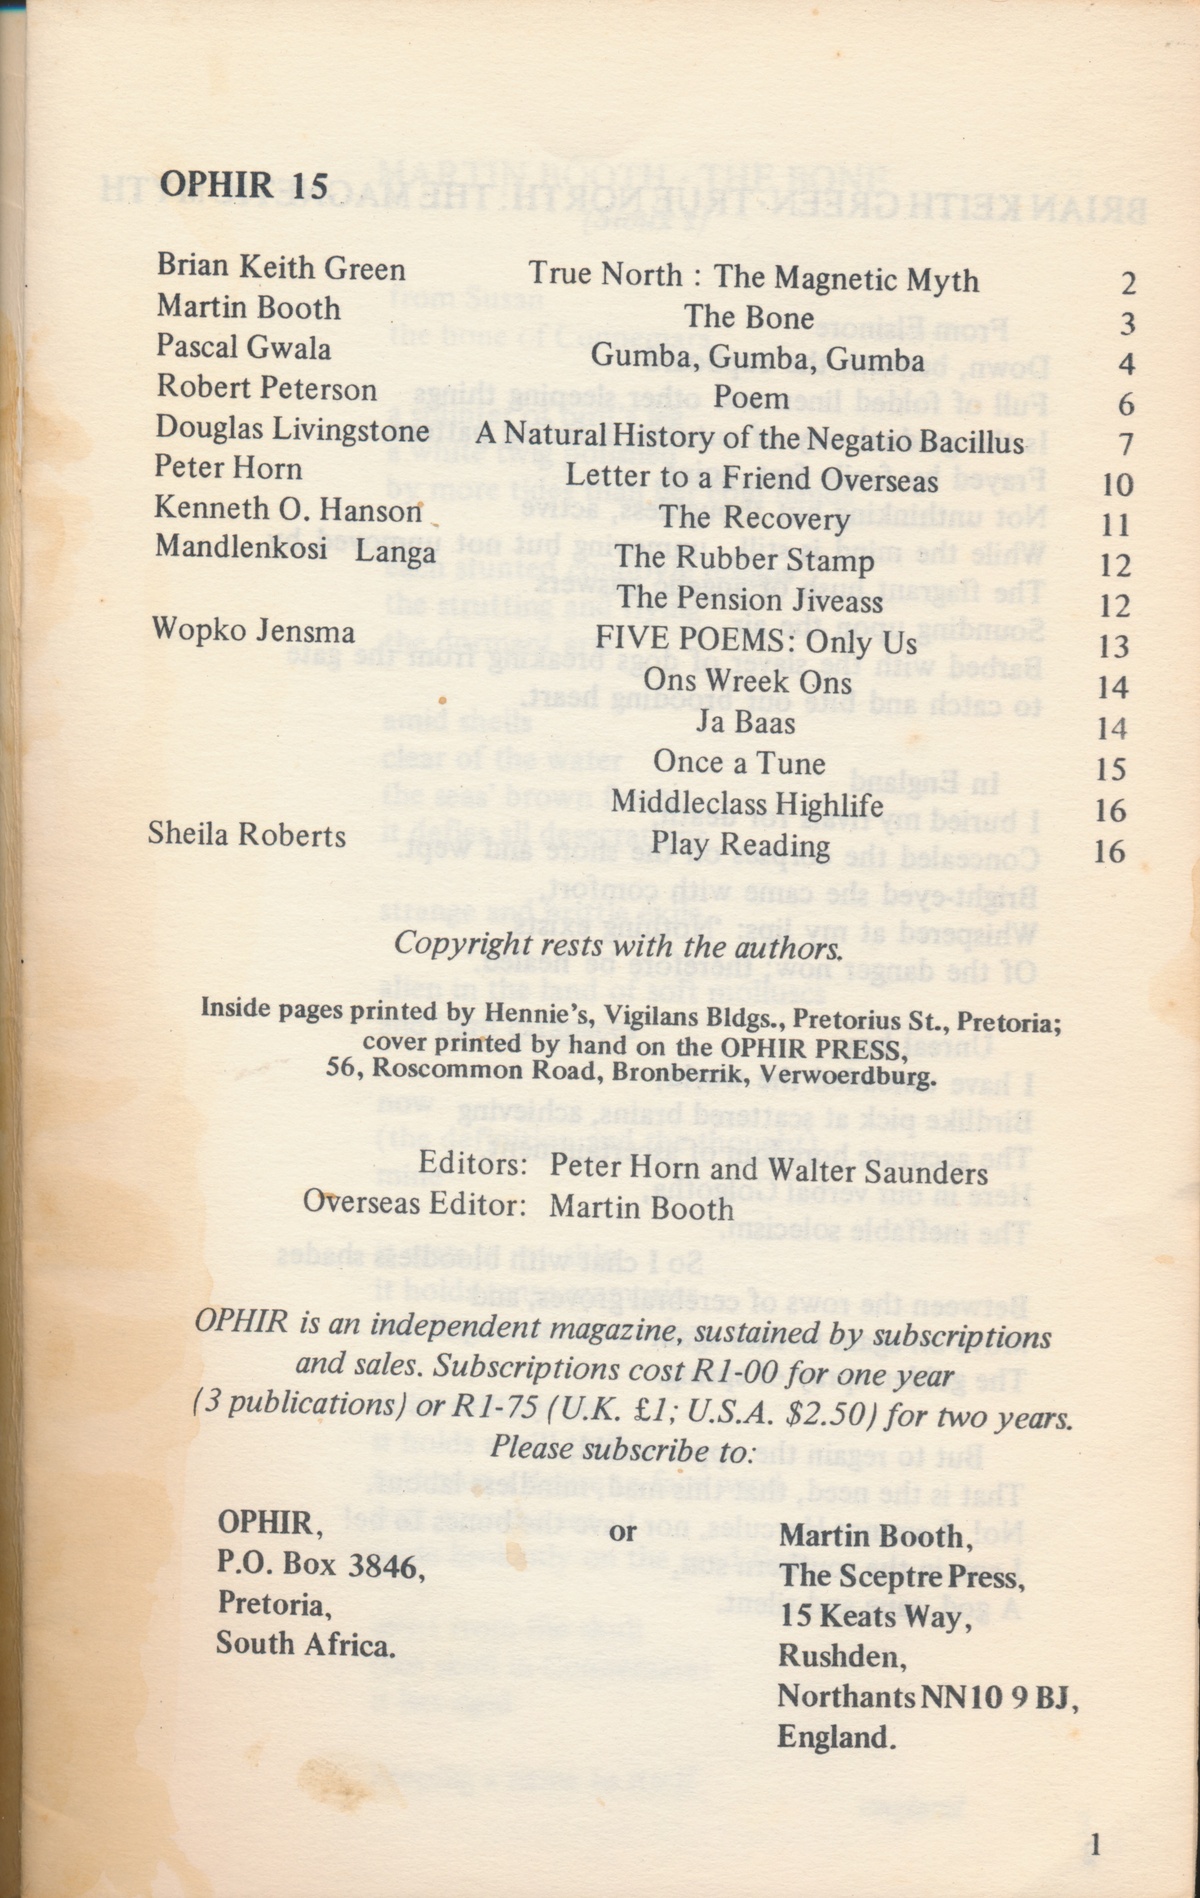 OPHIR 15
Brian Keith Green True North : The Magnetic Myth 2
Martin Booth The Bone 3
Pascal Gwala Gumba, Gumba, Gumba 4
Robert Peterson Poem 6
Douglas Livingstone A Natural History of the Negatio Bacillus 7
Peter Horn Letter to a Friend Overseas 10
Kenneth O. Hanson The Recovery 11
Mandlenkosi Langa The Rubber Stamp 12
The Pension Jiveass 12
Wopko Jensma FIVE POEMS: Only Us 13
Ons Wreek Ons 14
Ja Baas 14
Once a Tune 15
Middleclass Highlife 16
Sheila Roberts Play Reading 16
Copyright rests with the authors.
Inside pages printed by Hennie's, Vigilans Bldgs., Pretorius St., Pretoria;
cover printed by hand on the OPHIR PRESS,
56, Roscommon Road, Bronberrik, Verwoerdburg.
Editors: Peter Horn and Walter Saunders
Overseas Editor: Martin Booth
OPHIR is an independent magazine, sustained by subscriptions
and sales. Subscriptions cost R1-00 for one year
(3 publications) or R1-75 (U.K. £1; U.S.A. $2.50) for two years.
Please subscribe to:
OPHIR, or Martin Booth,
P.O. Box 3846, The Sceptre Press,
Pretoria, 15 Keats Way,
South Africa. Rushden,
Northants NN10 9 BJ,
England.
1